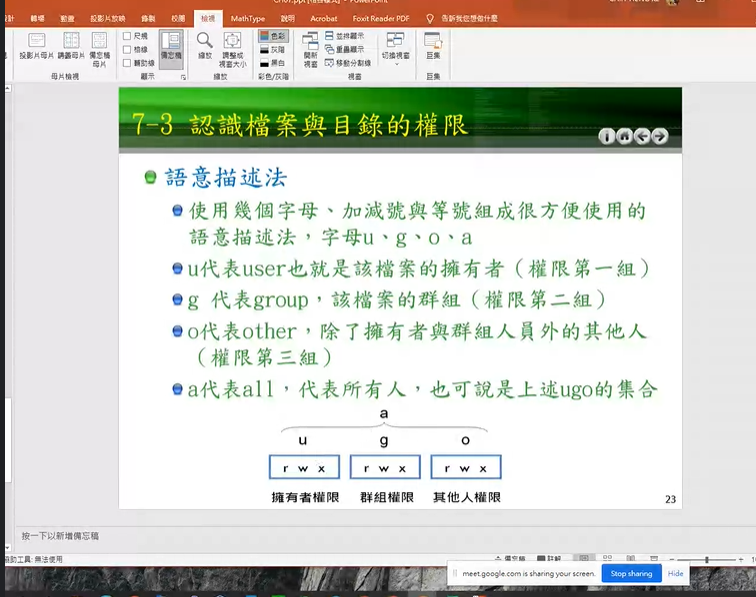 轉場
動畫
投影片放映
錄製
校閱
檢視
MathType
說明
Acrobat
Foxit Reader PDF
告訴我您想做什麼
投影片母片
講義母片
備忘稿母片
母片檢視
尺規
格線
輔助線
顯示
備忘稿
縮放
調整成視窗大小
縮放
色彩
灰階
黑白
色彩/灰階
開新視窗
並排顯示
重疊顯示
移動分割線
視窗
切換視窗
巨集
巨集
7-3 認識檔案與目錄的權限
語意描述法
使用幾個字母、加減號與等號組成很方便使用的
語意描述法，字母u、g、o、a
u代表user也就是該檔案的擁有者（權限第一組）
g 代表group，該檔案的群組（權限第二組）
o代表other，除了擁有者與群組人員外的其他人
（權限第三組）
a代表all，代表所有人，也可說是上述ugo的集合
a
u g o
r w x r w x r w x
擁有者權限 群組權限 其他人權限
23
按一下以新增備忘稿
協助工具: 無法使用
備忘稿
註解
meet.google.com is sharing your screen.
Stop sharing
Hide